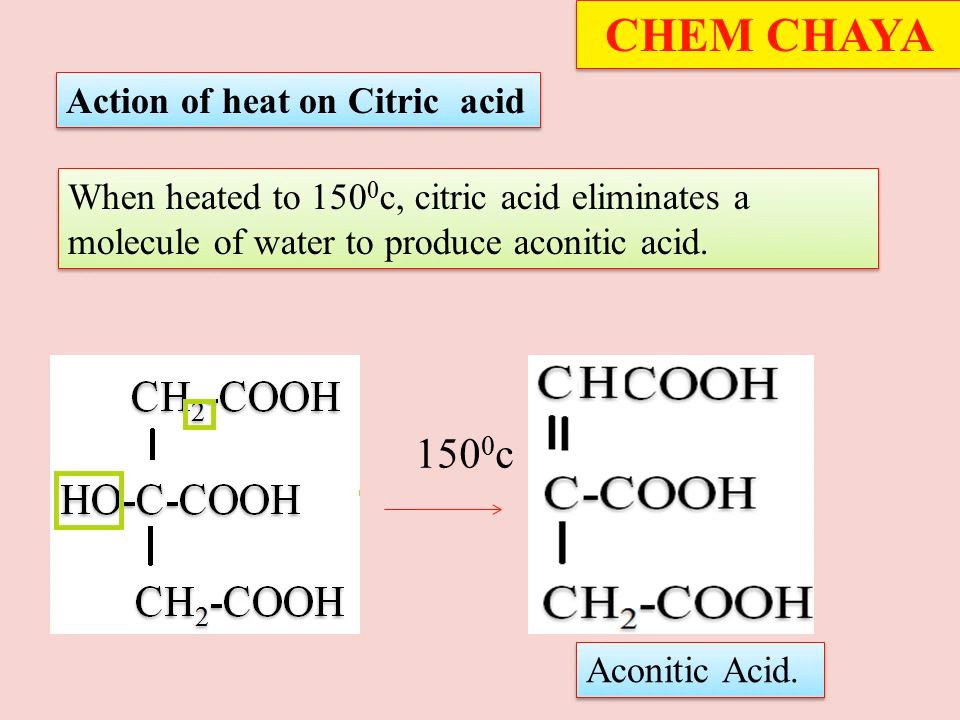 CHEM CHAYA
Action of heat on Citric acid
When heated to 150⁰c, citric acid eliminates a
molecule of water to produce aconitic acid.
CH₂-COOH
HO-C-COOH
CH₂-COOH
150⁰c
C HCOOH
C-COOH
CH₂-COOH
Aconitic Acid.